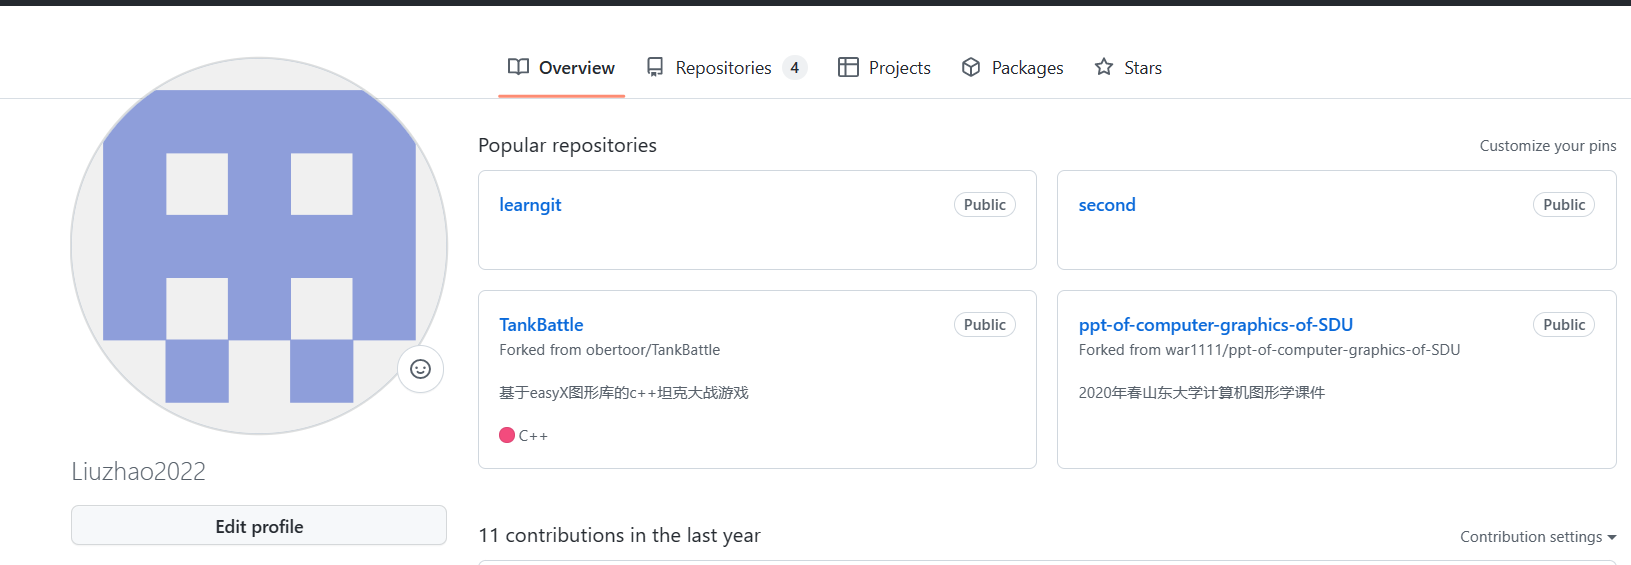 Overview Repositories 4 Projects Packages Stars
Popular repositories Customize your pins
learngit Public
second Public
TankBattle Public
Forked from obertoor/TankBattle
基于easyX图形库的c++坦克大战游戏
C++
ppt-of-computer-graphics-of-SDU Public
Forked from war1111/ppt-of-computer-graphics-of-SDU
2020年春山东大学计算机图形学课件
Liuzhao2022
Edit profile
11 contributions in the last year Contribution settings